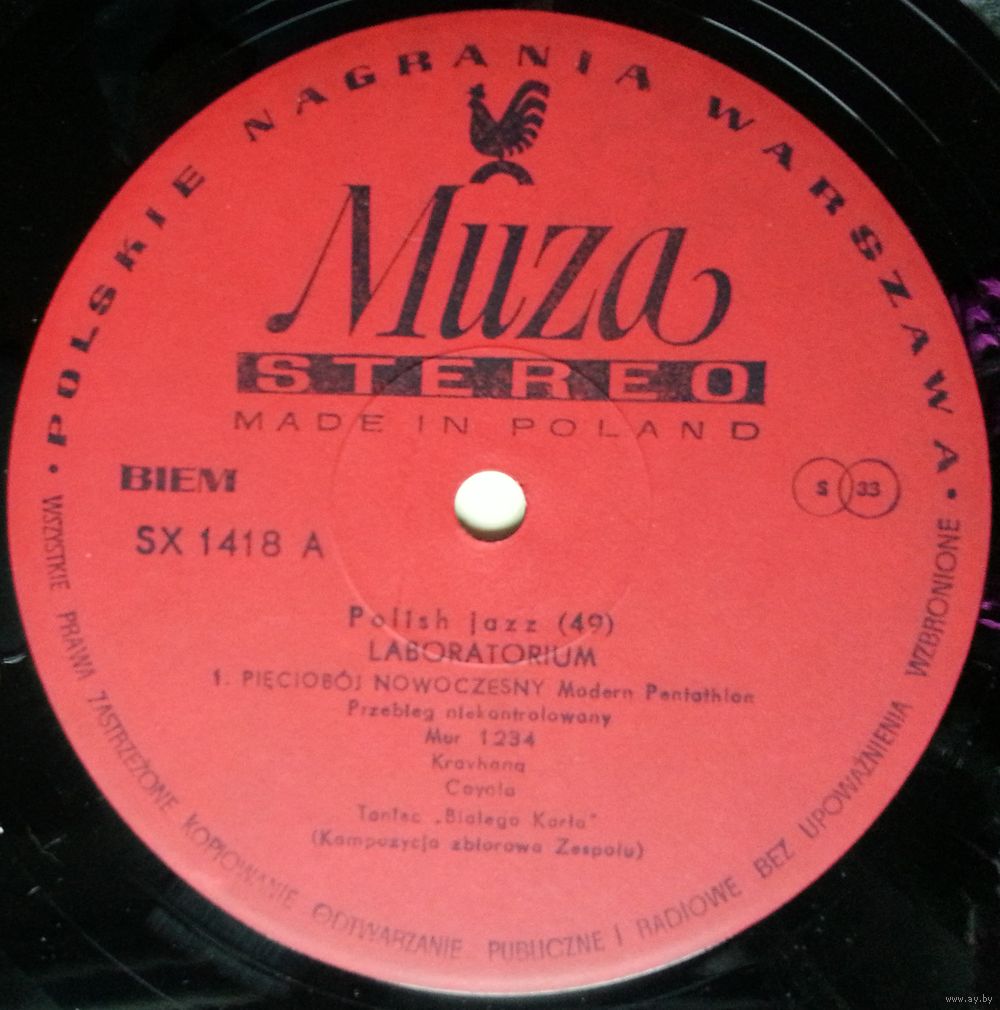 • POLSKIE NAGRANIA WARSZAWA •
Muza
STEREO
MADE IN POLAND
BIEM
S 33
SX 1418 A
Polish jazz (49)
LABORATORIUM
1. PIĘCIOBÓJ NOWOCZESNY Modern Pentathlon
Przebieg niekontrolowany
Mur 1234
Kravhana
Cayola
Taniec „Białego Karła"
(Kompozycja zbiorowa Zespołu)
WSZYSTKIE PRAWA ZASTRZEŻONE KOPIOWANIE ODTWARZANIE PUBLICZNE I RADIOWE BEZ UPOWAŻNIENIA WZBRONIONE
www.ay.by